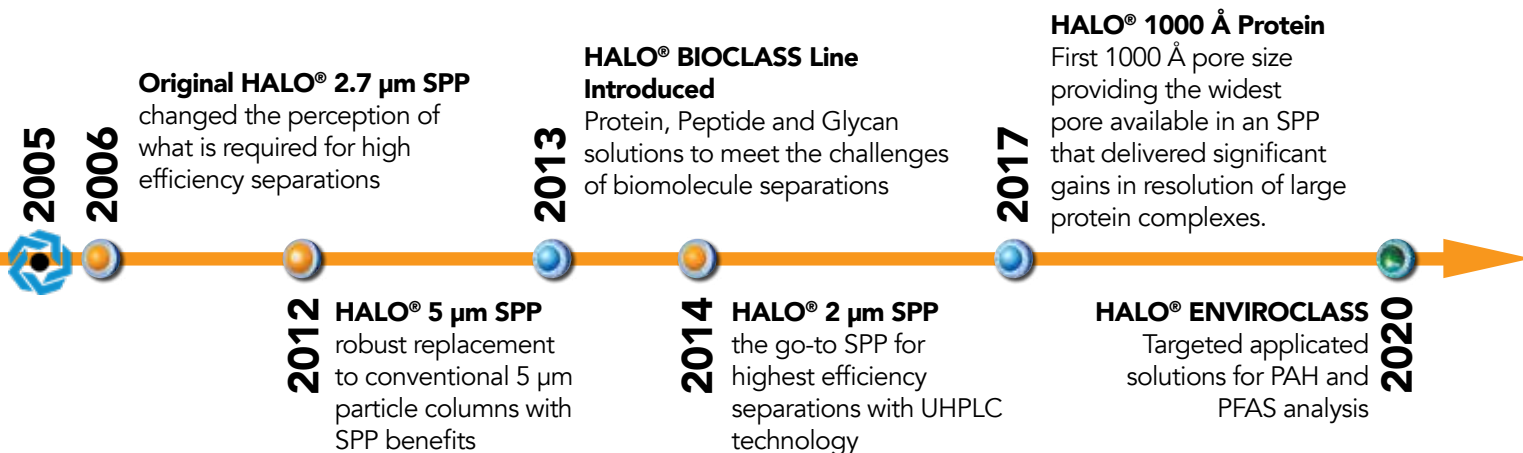 2005
2006
Original HALO® 2.7 µm SPP
changed the perception of
what is required for high
efficiency separations
2012
HALO® 5 µm SPP
robust replacement
to conventional 5 µm
particle columns with
SPP benefits
2013
HALO® BIOCLASS Line
Introduced
Protein, Peptide and Glycan
solutions to meet the challenges
of biomolecule separations
2014
HALO® 2 µm SPP
the go-to SPP for
highest efficiency
separations with UHPLC
technology
2017
HALO® 1000 Å Protein
First 1000 Å pore size
providing the widest
pore available in an SPP
that delivered significant
gains in resolution of large
protein complexes.
2020
HALO® ENVIROCLASS
Targeted applicated
solutions for PAH and
PFAS analysis